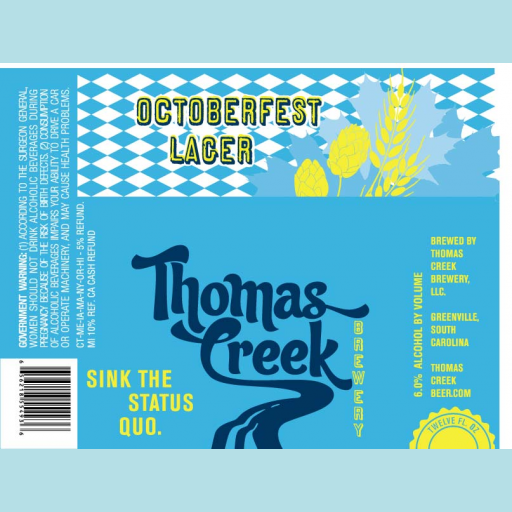 OCTOBERFEST
LAGER
GOVERNMENT WARNING: (1) ACCORDING TO THE SURGEON GENERAL,
WOMEN SHOULD NOT DRINK ALCOHOLIC BEVERAGES DURING
PREGNANCY BECAUSE OF THE RISK OF BIRTH DEFECTS. (2) CONSUMPTION
OF ALCOHOLIC BEVERAGES IMPAIRS YOUR ABILITY TO DRIVE A CAR
OR OPERATE MACHINERY, AND MAY CAUSE HEALTH PROBLEMS.
CT-ME-IA-MA-NY-OR-HI - 5% REFUND.
MI 10% REF. CA CASH REFUND
Thomas
Creek
BREWERY
SINK THE
STATUS
QUO.
6.0% ALCOHOL BY VOLUME
BREWED BY
THOMAS
CREEK
BREWERY,
LLC.
GREENVILLE,
SOUTH
CAROLINA
THOMAS
CREEK
BEER.COM
TWELVE FL. OZ